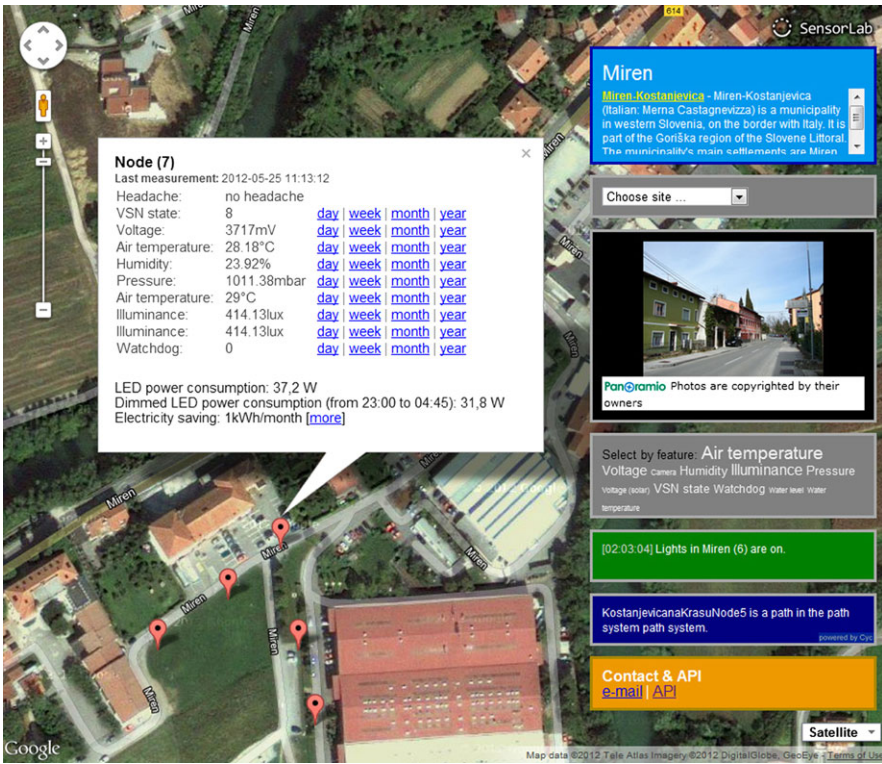 614
SensorLab
Miren
Miren-Kostanjevica - Miren-Kostanjevica
(Italian: Merna Castagnevizza) is a municipality
in western Slovenia, on the border with Italy. It is
part of the Goriška region of the Slovene Littoral.
The municipality's main settlements are Miren
Choose site ...
Panoramio Photos are copyrighted by their
owners
Select by feature: Air temperature
Voltage Camera Humidity Illuminance Pressure
Voltage (solar) VSN state Watchdog Water level Water
temperature
[02:03:04] Lights in Miren (6) are on.
KostanjevicanaKrasuNode5 is a path in the path
system path system.
powered by Cyc
Contact & API
e-mail | API
Satellite
Node (7)
Last measurement: 2012-05-25 11:13:12
Headache: no headache
VSN state: 8 day | week | month | year
Voltage: 3717mV day | week | month | year
Air temperature: 28.18°C day | week | month | year
Humidity: 23.92% day | week | month | year
Pressure: 1011.38mbar day | week | month | year
Air temperature: 29°C day | week | month | year
Illuminance: 414.13lux day | week | month | year
Illuminance: 414.13lux day | week | month | year
Watchdog: 0 day | week | month | year
LED power consumption: 37,2 W
Dimmed LED power consumption (from 23:00 to 04:45): 31,8 W
Electricity saving: 1kWh/month [more]
Miren
Miren
Miren
Miren
Miren
Miren
Miren
Miren
Miren
Miren
Google
Map data ©2012 Tele Atlas Imagery ©2012 DigitalGlobe, GeoEye - Terms of Use